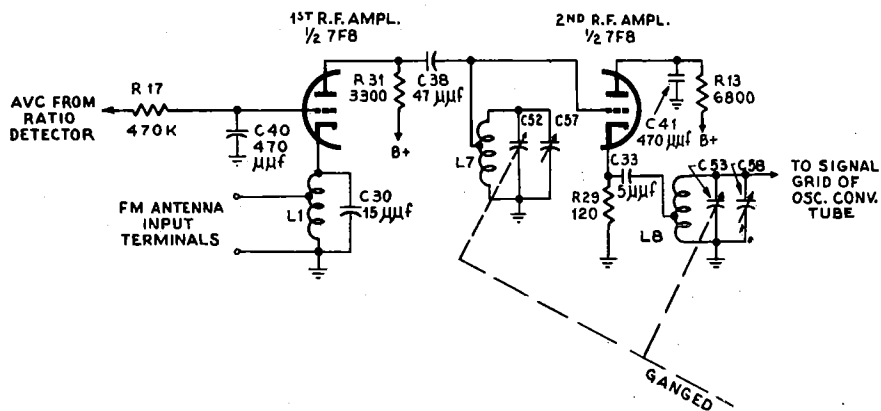 1ST R.F. AMPL.
½ 7F8
2ND R.F. AMPL.
½ 7F8
R17
470K
AVC FROM
RATIO
DETECTOR
C40
470
µµf
R31
3300
B+
C38
47 µµf
L7
C52
C57
C41
470 µµf
R13
6800
B+
FM ANTENNA
INPUT
TERMINALS
L1
C30
15 µµf
R29
120
C33
5 µµf
L8
C53
C58
TO SIGNAL
GRID OF
OSC. CONV.
TUBE
GANGED